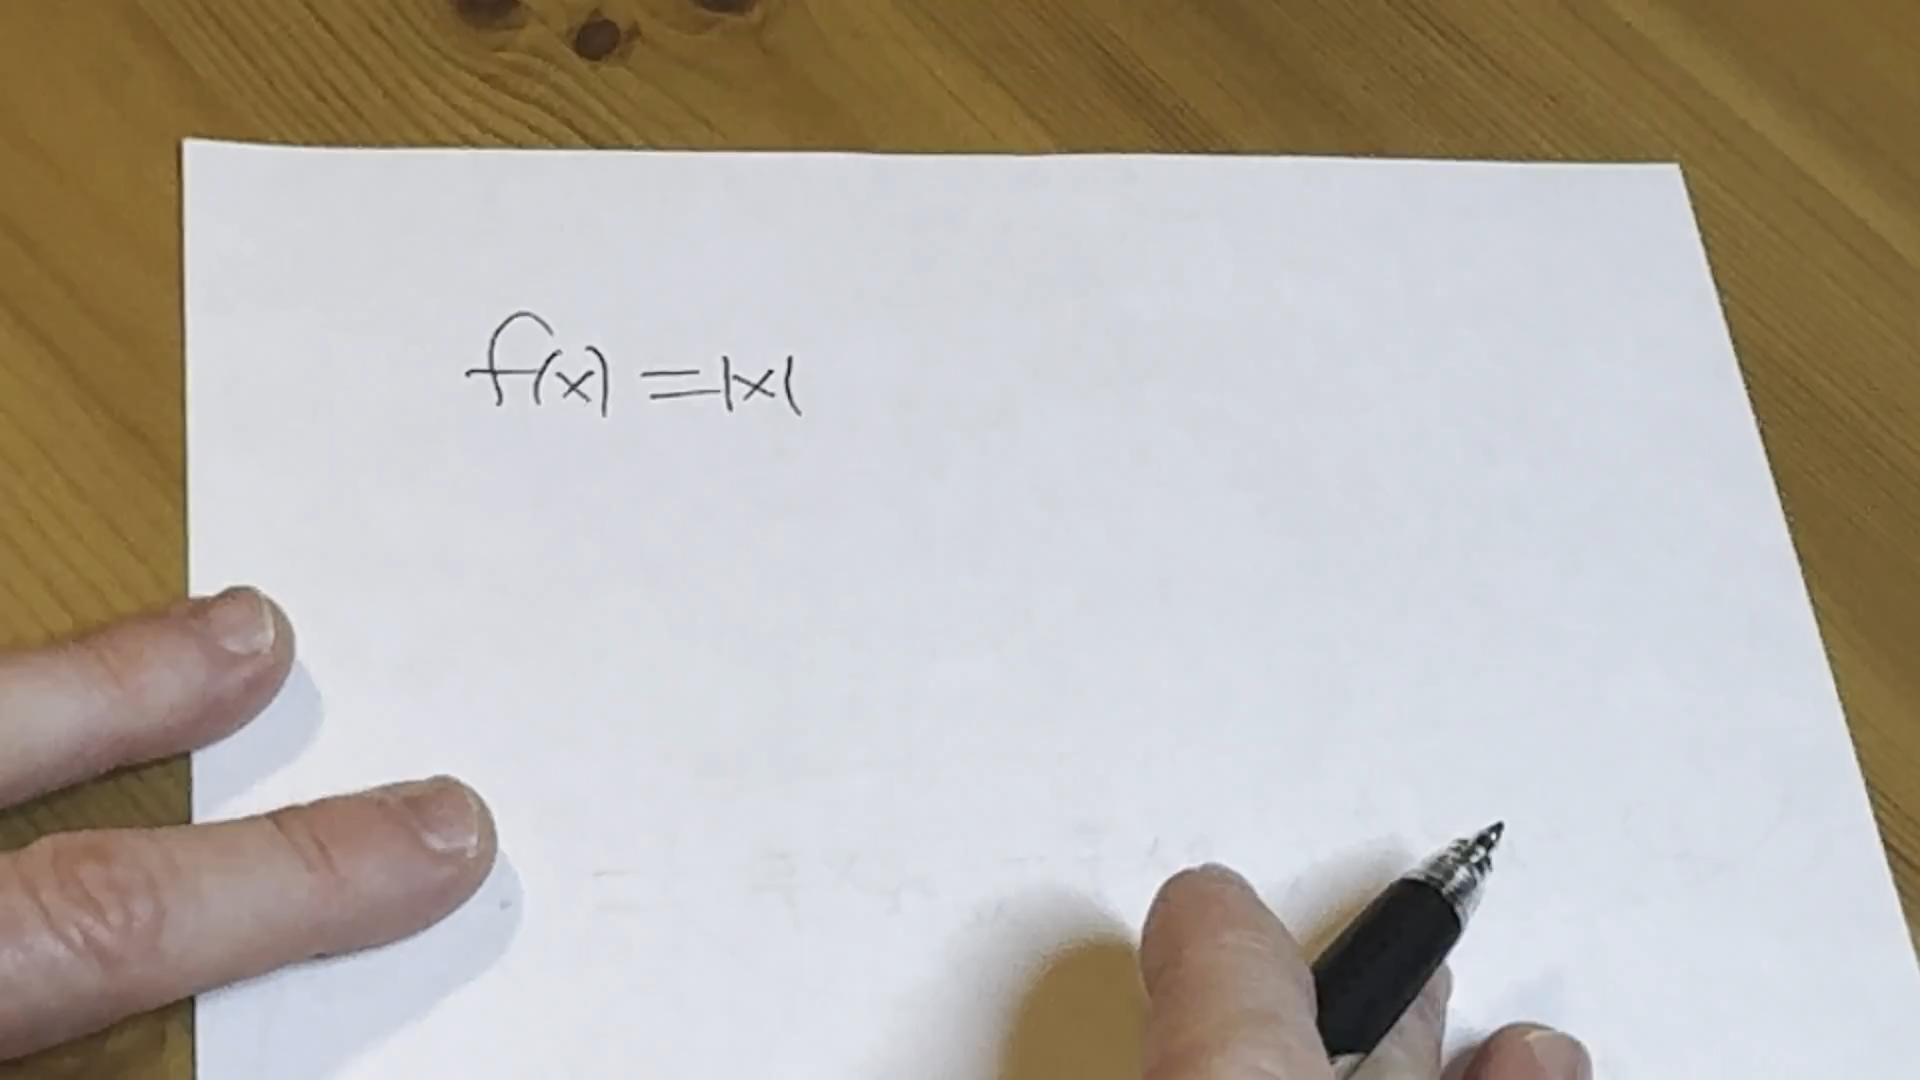 f(x) = |x|